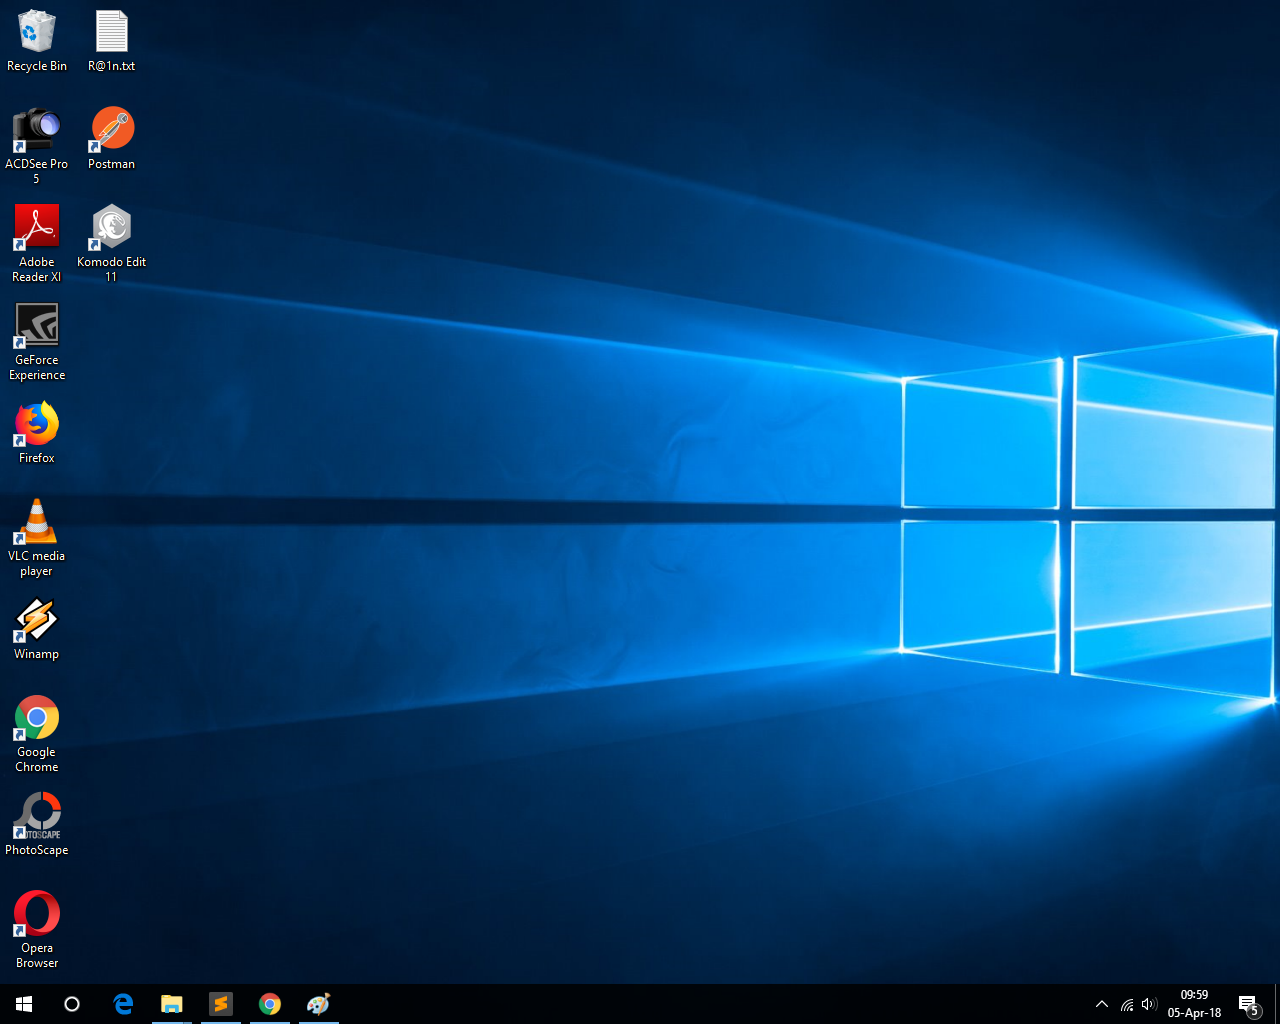 Recycle Bin
R@1n.txt
ACDSee Pro
5
Postman
Adobe
Reader XI
Komodo Edit
11
GeForce
Experience
Firefox
VLC media
player
Winamp
Google
Chrome
PhotoScape
Opera
Browser
09:59
05-Apr-18
5